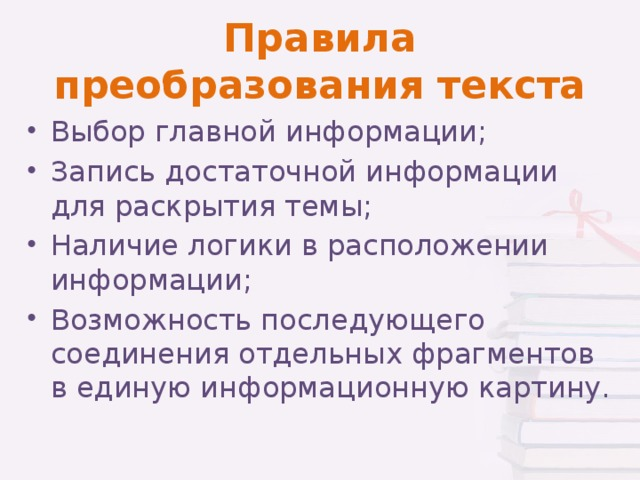 Правила
преобразования текста
• Выбор главной информации;
• Запись достаточной информации
для раскрытия темы;
• Наличие логики в расположении
информации;
• Возможность последующего
соединения отдельных фрагментов
в единую информационную картину.